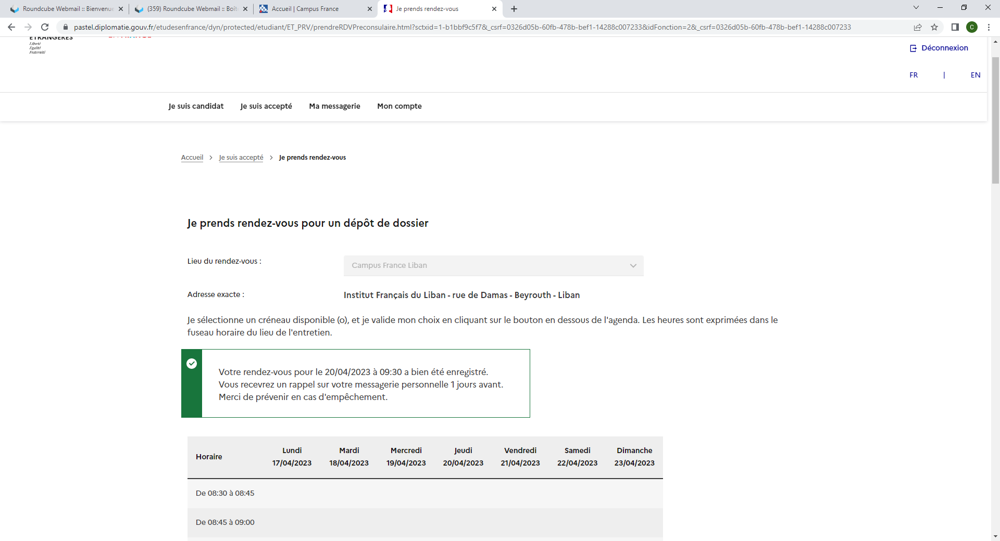 Roundcube Webmail :: Bienvenue
(359) Roundcube Webmail :: Boît
Accueil | Campus France
Je prends rendez-vous
pastel.diplomatie.gouv.fr/etudesenfrance/dyn/protected/etudiant/ET_PRV/prendreRDVPreconsulaire.html?sctxid=1-b1bbf9c5f7&_csrf=0326d05b-60fb-478b-bef1-14288c007233&idFonction=2&_csrf=0326d05b-60fb-478b-bef1-14288c007233
C
ÉTRANGÈRES
Liberté
Égalité
Fraternité
Déconnexion
FR | EN
Je suis candidat Je suis accepté Ma messagerie Mon compte
Accueil > Je suis accepté > Je prends rendez-vous
Je prends rendez-vous pour un dépôt de dossier
Lieu du rendez-vous : Campus France Liban
Adresse exacte : Institut Français du Liban - rue de Damas - Beyrouth - Liban
Je sélectionne un créneau disponible (o), et je valide mon choix en cliquant sur le bouton en dessous de l'agenda. Les heures sont exprimées dans le
fuseau horaire du lieu de l'entretien.
Votre rendez-vous pour le 20/04/2023 à 09:30 a bien été enregistré.
Vous recevrez un rappel sur votre messagerie personnelle 1 jours avant.
Merci de prévenir en cas d'empêchement.
Horaire
Lundi Mardi Mercredi Jeudi Vendredi Samedi Dimanche
17/04/2023 18/04/2023 19/04/2023 20/04/2023 21/04/2023 22/04/2023 23/04/2023
De 08:30 à 08:45
De 08:45 à 09:00